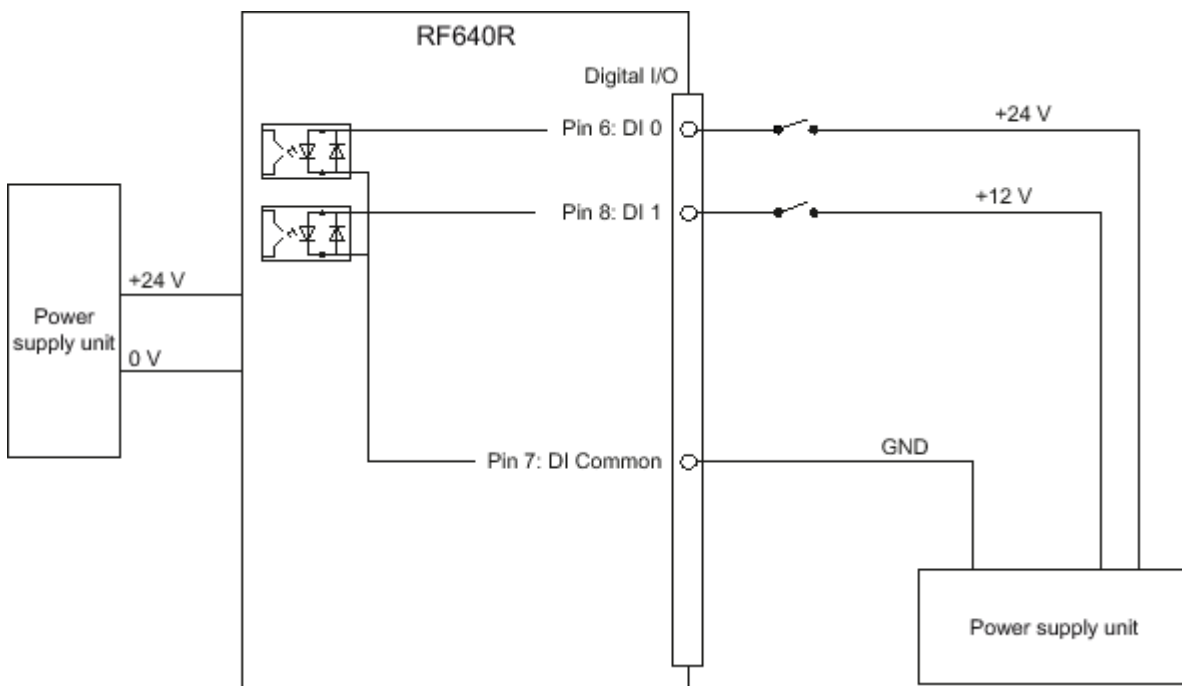 RF640R
Digital I/O
Pin 6: DI 0
+24 V
Pin 8: DI 1
+12 V
+24 V
Power
supply unit
0 V
Pin 7: DI Common
GND
Power supply unit